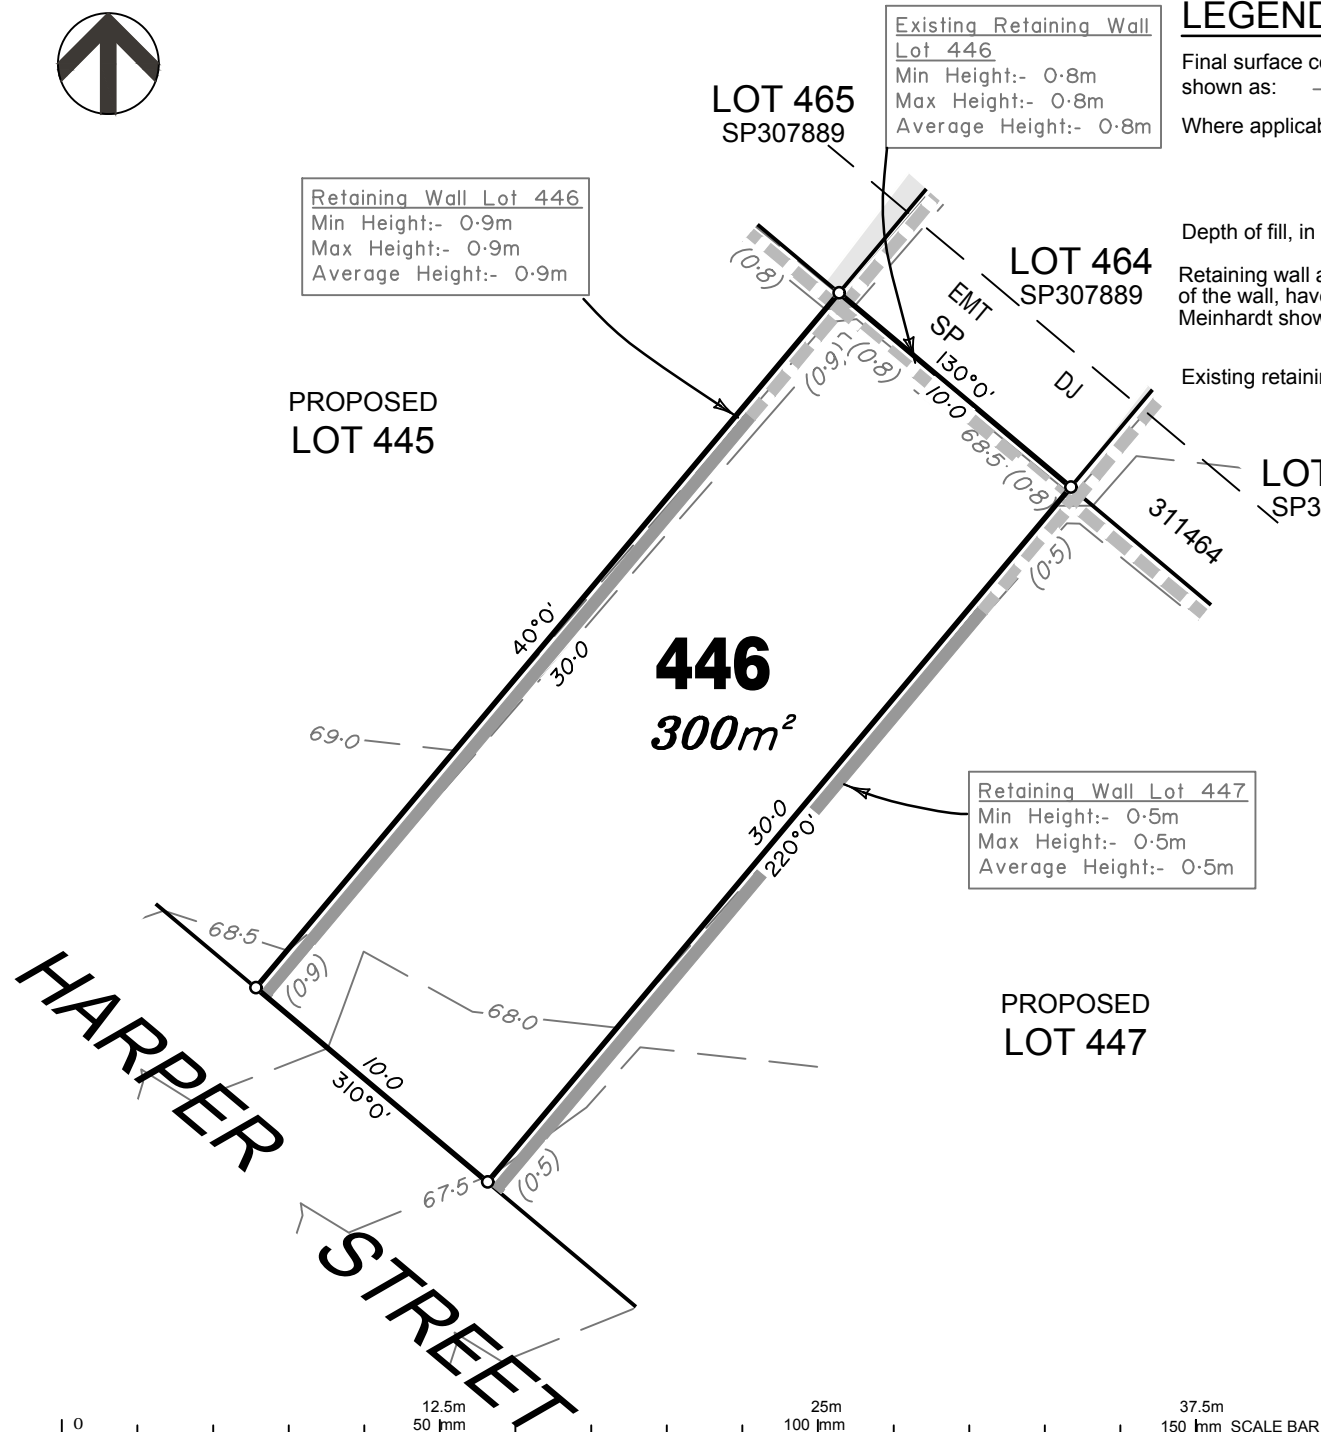 LEGEND
Final surface co
shown as:
Where applicab
Depth of fill, in
Retaining wall a
of the wall, hav
Meinhardt show
Existing retainin
Existing Retaining Wall
Lot 446
Min Height:- 0·8m
Max Height:- 0·8m
Average Height:- 0·8m
LOT 465
SP307889
Retaining Wall Lot 446
Min Height:- 0·9m
Max Height:- 0·9m
Average Height:- 0·9m
(0·8)
LOT 464
SP307889
EMT
SP
DJ
130°0'
10·0
(0·9)
(0·8)
68·5
(0·8)
PROPOSED
LOT 445
LOT
SP3
311464
(0·5)
40°0'
30·0
446
300m²
69·0
30·0
220°0'
Retaining Wall Lot 447
Min Height:- 0·5m
Max Height:- 0·5m
Average Height:- 0·5m
68·5
(0·9)
68·0
PROPOSED
LOT 447
10·0
310°0'
67·5
(0·5)
HARPER STREET
12.5m 25m 37.5m
0 50 mm 100 mm 150 mm SCALE BAR